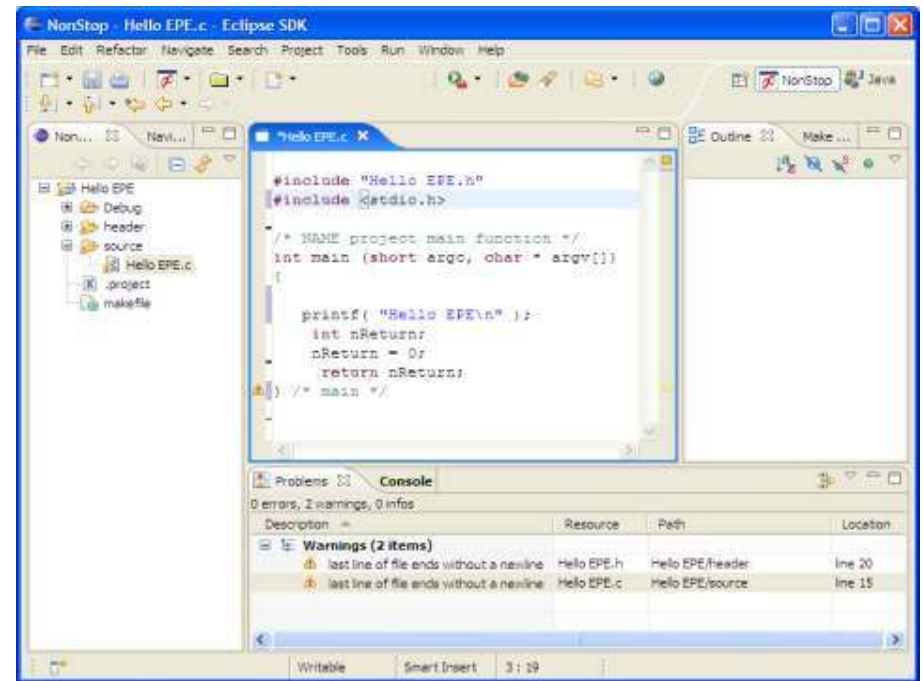 NonStop - Hello EPE.c - Eclipse SDK
File Edit Refactor Navigate Search Project Tools Run Window Help
NonStop Java
Non... Navi...
*Hello EPE.c
Outline Make ...
Hello EPE
Debug
header
source
Hello EPE.c
.project
makefile
#include "Hello EPE.h"
#include <stdio.h>
/* NAME project main function */
int main (short argc, char * argv[])
{
printf( "Hello EPE\n" );
int nReturn;
nReturn = 0;
return nReturn;
} /* main */
Problems Console
0 errors, 2 warnings, 0 infos
Description Resource Path Location
Warnings (2 items)
last line of file ends without a newline Hello EPE.h Hello EPE/header line 20
last line of file ends without a newline Hello EPE.c Hello EPE/source line 15
Writable Smart Insert 3 : 19